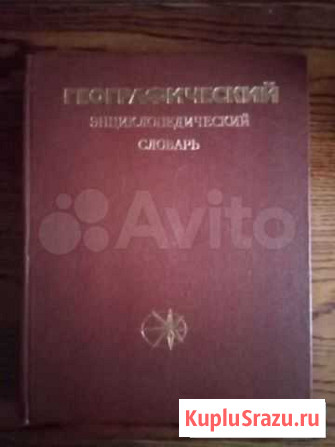 ГЕОГРАФИЧЕСКИЙ
ЭНЦИКЛОПЕДИЧЕСКИЙ
СЛОВАРЬ
Avito
KupluSrazu.ru